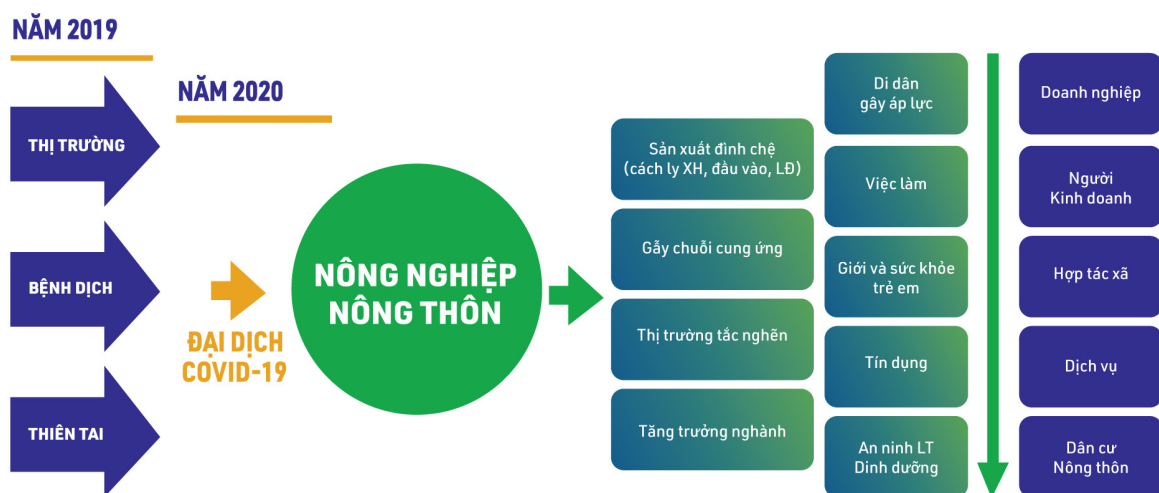 NĂM 2019
THỊ TRƯỜNG
BỆNH DỊCH
THIÊN TAI
NĂM 2020
ĐẠI DỊCH
COVID-19
NÔNG NGHIỆP
NÔNG THÔN
Sản xuất đình chệ
(cách ly XH, đầu vào, LĐ)
Gẫy chuỗi cung ứng
Thị trường tắc nghẽn
Tăng trưởng nghành
Di dân
gây áp lực
Việc làm
Giới và sức khỏe
trẻ em
Tín dụng
An ninh LT
Dinh dưỡng
Doanh nghiệp
Người
Kinh doanh
Hợp tác xã
Dịch vụ
Dân cư
Nông thôn